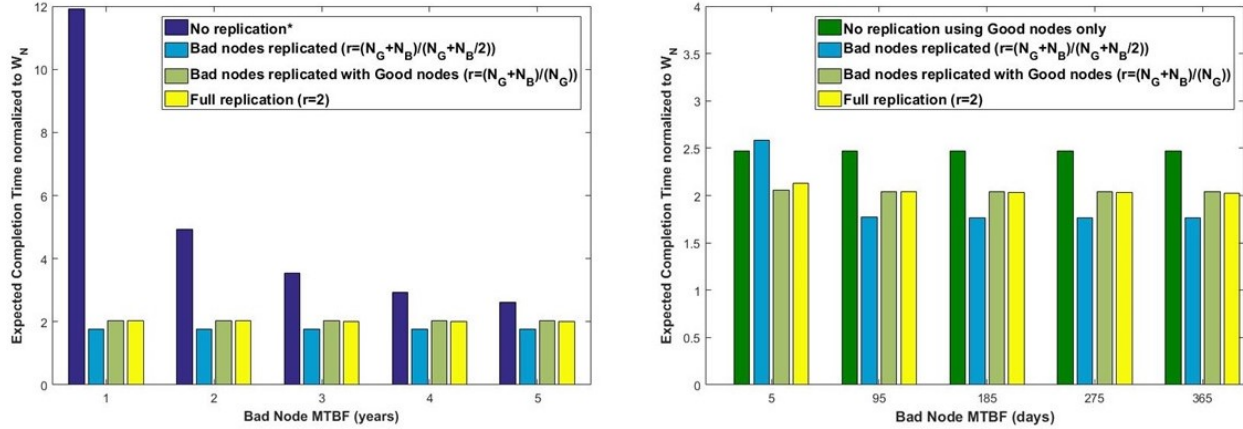 Expected Completion Time normalized to W_N
12
10
8
6
4
2
0
No replication*
Bad nodes replicated (r=(N_G+N_B)/(N_G+N_B/2))
Bad nodes replicated with Good nodes (r=(N_G+N_B)/(N_G))
Full replication (r=2)
1 2 3 4 5
Bad Node MTBF (years)
Expected Completion Time normalized to W_N
4
3.5
3
2.5
2
1.5
1
0.5
0
No replication using Good nodes only
Bad nodes replicated (r=(N_G+N_B)/(N_G+N_B/2))
Bad nodes replicated with Good nodes (r=(N_G+N_B)/(N_G))
Full replication (r=2)
5 95 185 275 365
Bad Node MTBF (days)